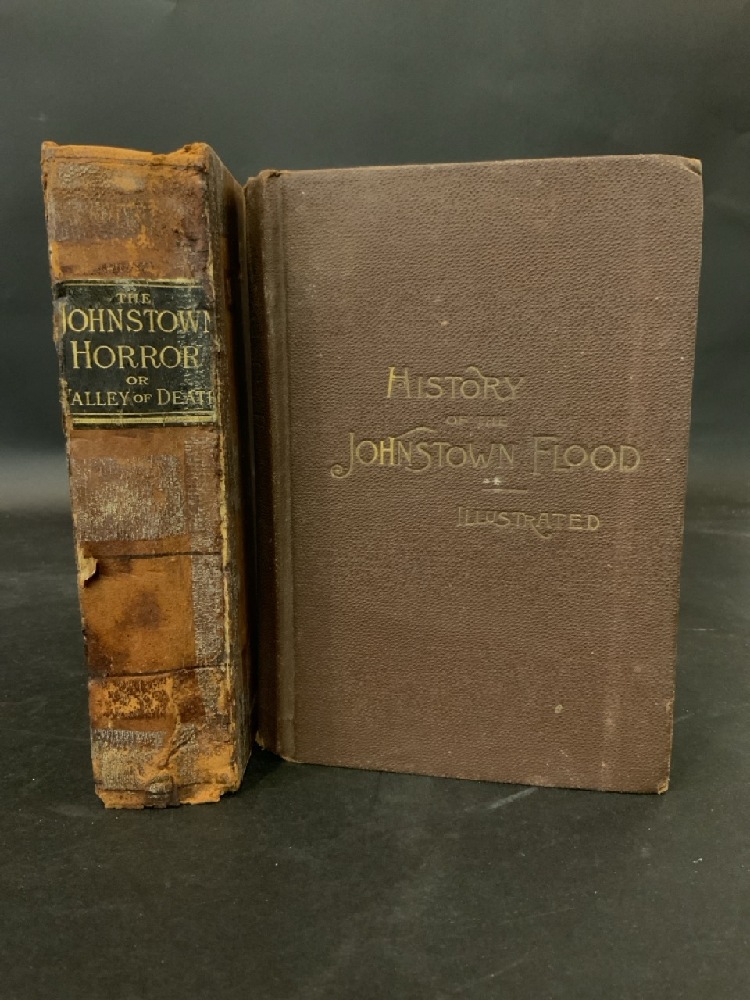 THE
JOHNSTOWN
HORROR
OR
VALLEY OF DEATH
HISTORY
OF THE
JOHNSTOWN FLOOD
ILLUSTRATED